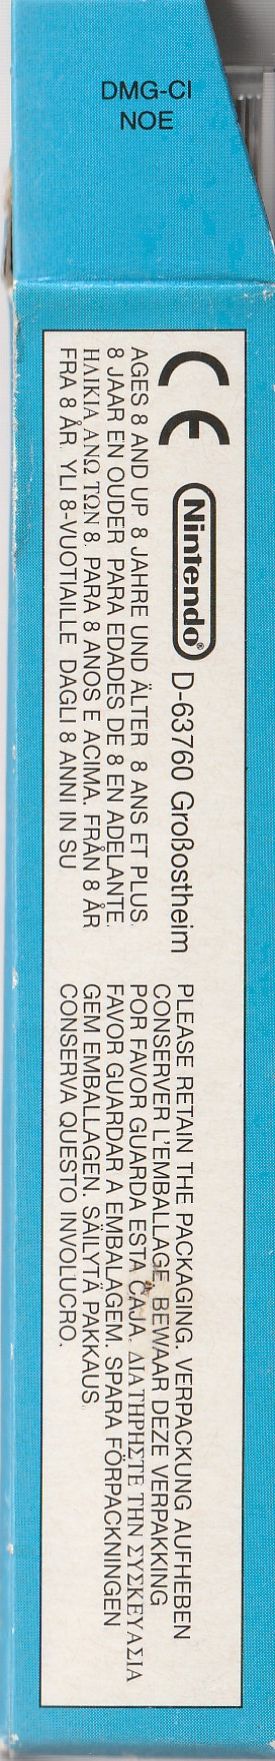 DMG-CI
NOE
CE Nintendo® D-63760 Großostheim
AGES 8 AND UP 8 JAHRE UND ÄLTER 8 ANS ET PLUS.
8 JAAR EN OUDER PARA EDADES DE 8 EN ADELANTE.
ΗΛΙΚΙΑ ΑΝΩ ΤΩΝ 8. PARA 8 ANOS E ACIMA. FRÅN 8 ÅR
FRA 8 ÅR. YLI 8-VUOTIAILLE DAGLI 8 ANNI IN SU
PLEASE RETAIN THE PACKAGING. VERPACKUNG AUFHEBEN
CONSERVER L'EMBALLAGE. BEWAAR DEZE VERPAKKING
POR FAVOR GUARDA ESTA CAJA. ΔΙΑΤΗΡΗΣΤΕ ΤΗΝ ΣΥΣΚΕΥΑΣΙΑ
FAVOR GUARDAR A EMBALAGEM. SPARA FÖRPACKNINGEN
GEM EMBALLAGEN. SÄILYTÄ PAKKAUS
CONSERVA QUESTO INVOLUCRO.